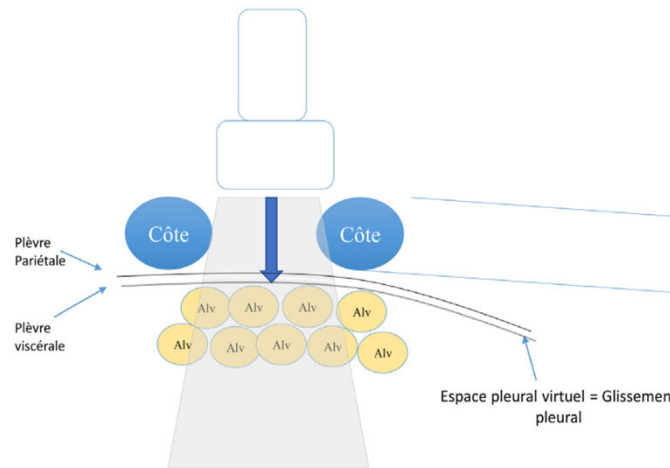 Côte
Côte
Plèvre
Pariétale
Plèvre
viscérale
Alv Alv Alv Alv
Alv Alv Alv Alv Alv
Espace pleural virtuel = Glissement
pleural